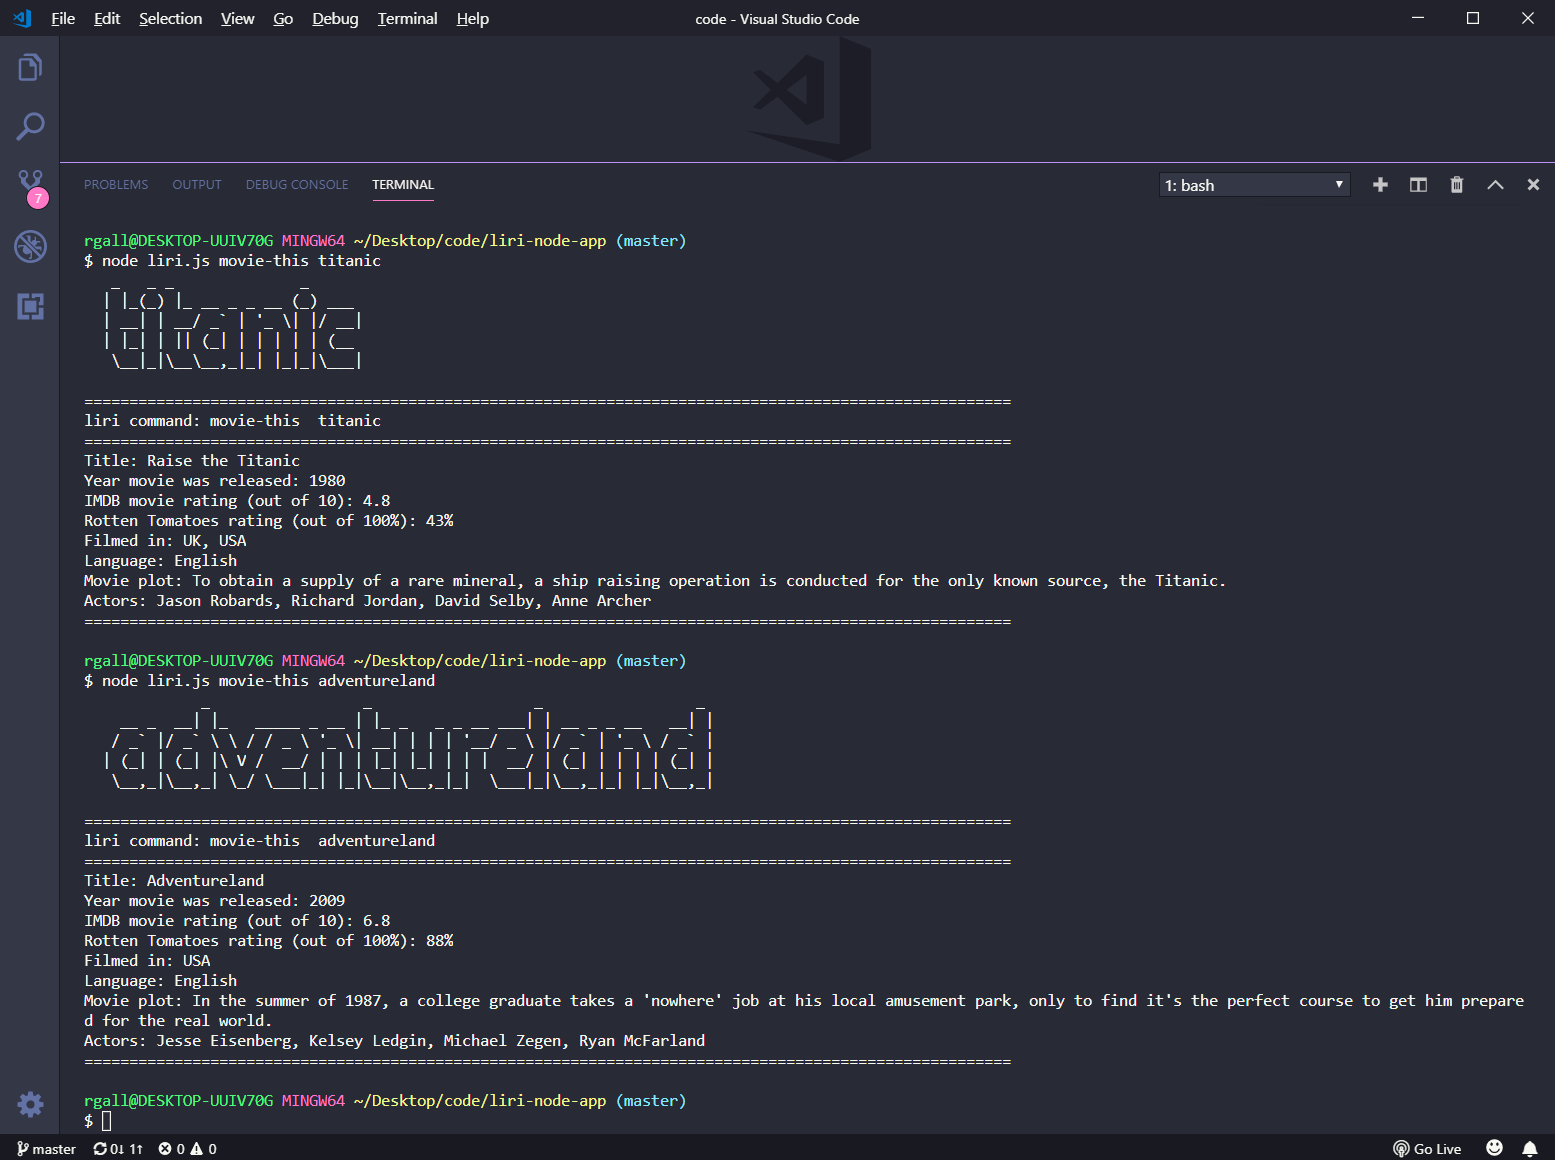 File Edit Selection View Go Debug Terminal Help
code - Visual Studio Code
7
PROBLEMS OUTPUT DEBUG CONSOLE TERMINAL
1: bash
rgall@DESKTOP-UUIV70G MINGW64 ~/Desktop/code/liri-node-app (master)
$ node liri.js movie-this titanic
titanic
=======================================================================================================
liri command: movie-this  titanic
=======================================================================================================
Title: Raise the Titanic
Year movie was released: 1980
IMDB movie rating (out of 10): 4.8
Rotten Tomatoes rating (out of 100%): 43%
Filmed in: UK, USA
Language: English
Movie plot: To obtain a supply of a rare mineral, a ship raising operation is conducted for the only known source, the Titanic.
Actors: Jason Robards, Richard Jordan, David Selby, Anne Archer
=======================================================================================================
rgall@DESKTOP-UUIV70G MINGW64 ~/Desktop/code/liri-node-app (master)
$ node liri.js movie-this adventureland
adventureland
=======================================================================================================
liri command: movie-this  adventureland
=======================================================================================================
Title: Adventureland
Year movie was released: 2009
IMDB movie rating (out of 10): 6.8
Rotten Tomatoes rating (out of 100%): 88%
Filmed in: USA
Language: English
Movie plot: In the summer of 1987, a college graduate takes a 'nowhere' job at his local amusement park, only to find it's the perfect course to get him prepare
d for the real world.
Actors: Jesse Eisenberg, Kelsey Ledgin, Michael Zegen, Ryan McFarland
=======================================================================================================
rgall@DESKTOP-UUIV70G MINGW64 ~/Desktop/code/liri-node-app (master)
$
master 0↓ 1↑ 0 0
Go Live